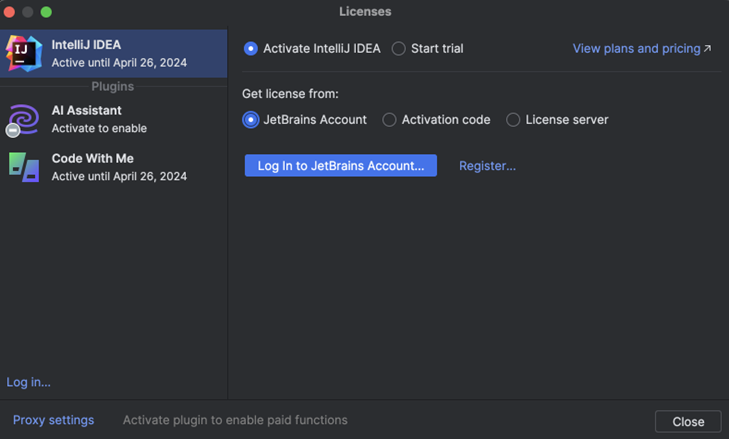 Licenses
IJ
IntelliJ IDEA
Active until April 26, 2024
Plugins
AI Assistant
Activate to enable
Code With Me
Active until April 26, 2024
Log in...
Activate IntelliJ IDEA Start trial View plans and pricing ↗
Get license from:
JetBrains Account Activation code License server
Log In to JetBrains Account... Register...
Proxy settings Activate plugin to enable paid functions Close